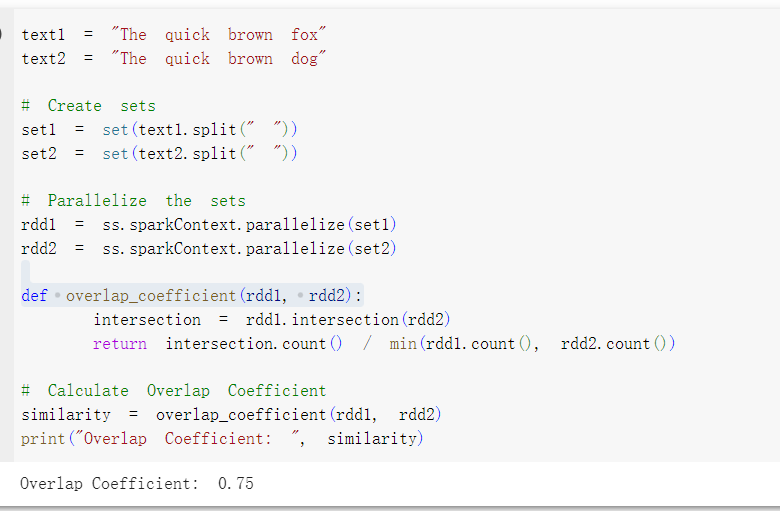 text1 = "The quick brown fox"
text2 = "The quick brown dog"
# Create sets
set1 = set(text1.split(" "))
set2 = set(text2.split(" "))
# Parallelize the sets
rdd1 = ss.sparkContext.parallelize(set1)
rdd2 = ss.sparkContext.parallelize(set2)
def overlap_coefficient(rdd1, rdd2):
intersection = rdd1.intersection(rdd2)
return intersection.count() / min(rdd1.count(), rdd2.count())
# Calculate Overlap Coefficient
similarity = overlap_coefficient(rdd1, rdd2)
print("Overlap Coefficient: ", similarity)
Overlap Coefficient: 0.75